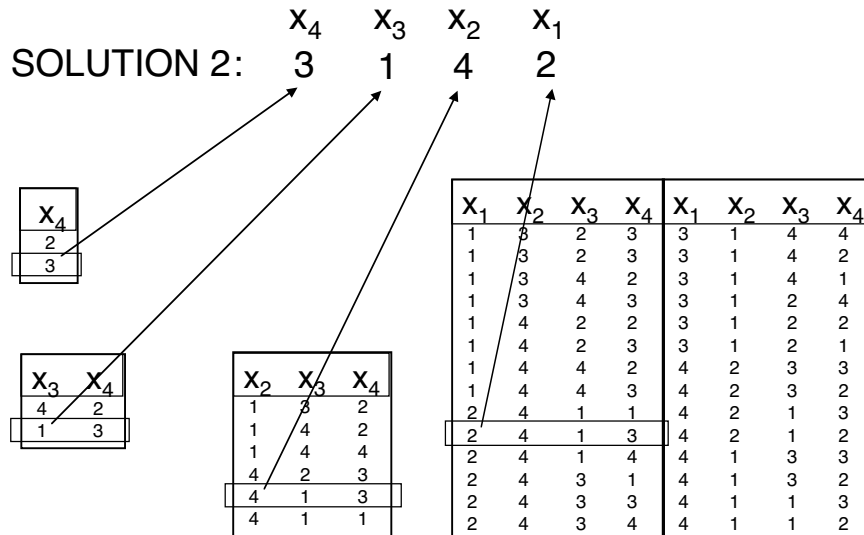 x4 x3 x2 x1
SOLUTION 2: 3 1 4 2
x4
2
3
x3 x4
4 2
1 3
x2 x3 x4
1 3 2
1 4 2
1 4 4
4 2 3
4 1 3
4 1 1
x1 x2 x3 x4 x1 x2 x3 x4
1 3 2 3 3 1 4 4
1 3 2 3 3 1 4 2
1 3 4 2 3 1 4 1
1 3 4 3 3 1 2 4
1 4 2 2 3 1 2 2
1 4 2 3 3 1 2 1
1 4 4 2 4 2 3 3
1 4 4 3 4 2 3 2
2 4 1 1 4 2 1 3
2 4 1 3 4 2 1 2
2 4 1 4 4 1 3 3
2 4 3 1 4 1 3 2
2 4 3 3 4 1 1 3
2 4 3 4 4 1 1 2